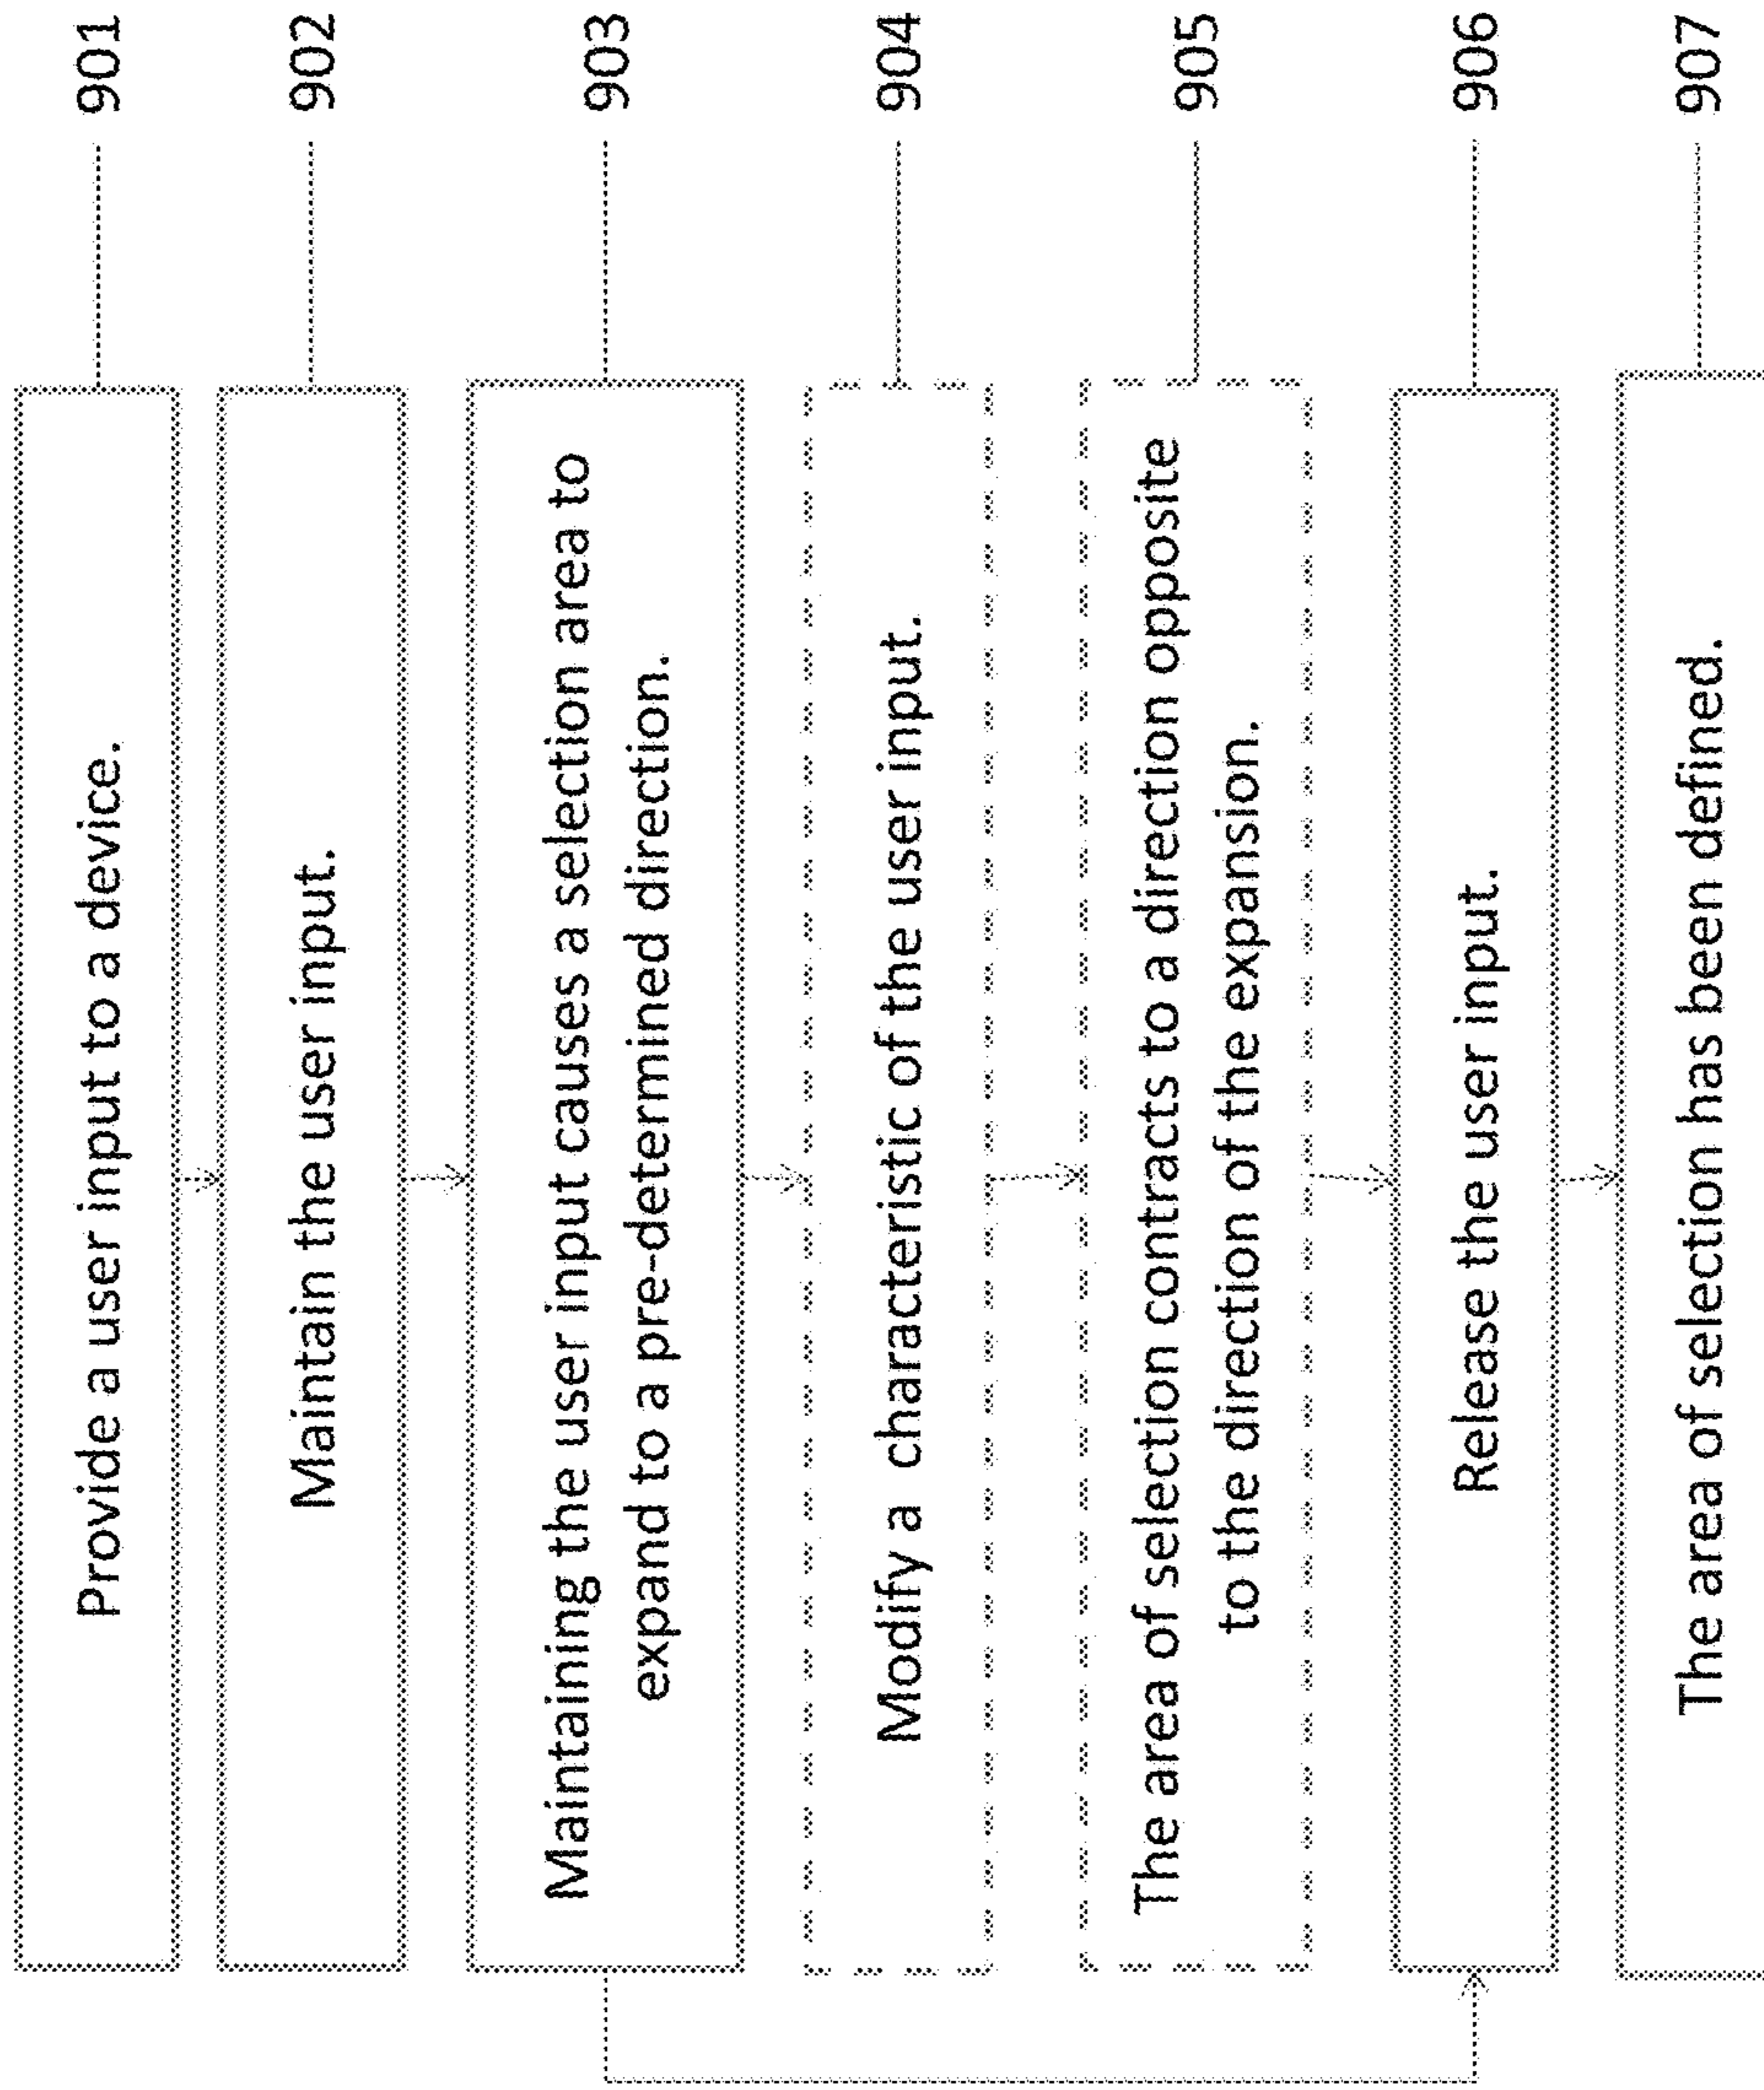 Provide a user input to a device.
901
Maintain the user input.
902
Maintaining the user input causes a selection area to
expand to a pre-determined direction.
903
Modify a characteristic of the user input.
904
The area of selection contracts to a direction opposite
to the direction of the expansion.
905
Release the user input.
906
The area of selection has been defined.
907